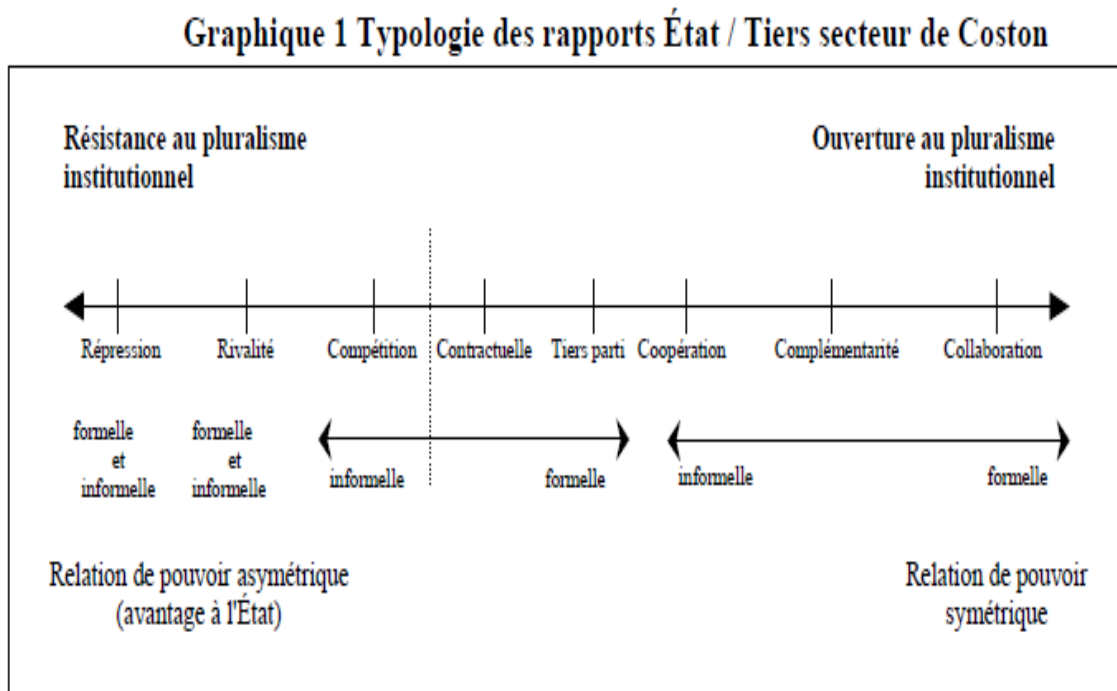 Graphique 1 Typologie des rapports État / Tiers secteur de Coston
Résistance au pluralisme
institutionnel
Ouverture au pluralisme
institutionnel
Répression Rivalité Compétition Contractuelle Tiers parti Coopération Complémentarité Collaboration
formelle
et
informelle
formelle
et
informelle
informelle formelle
informelle formelle
Relation de pouvoir asymétrique
(avantage à l'État)
Relation de pouvoir
symétrique